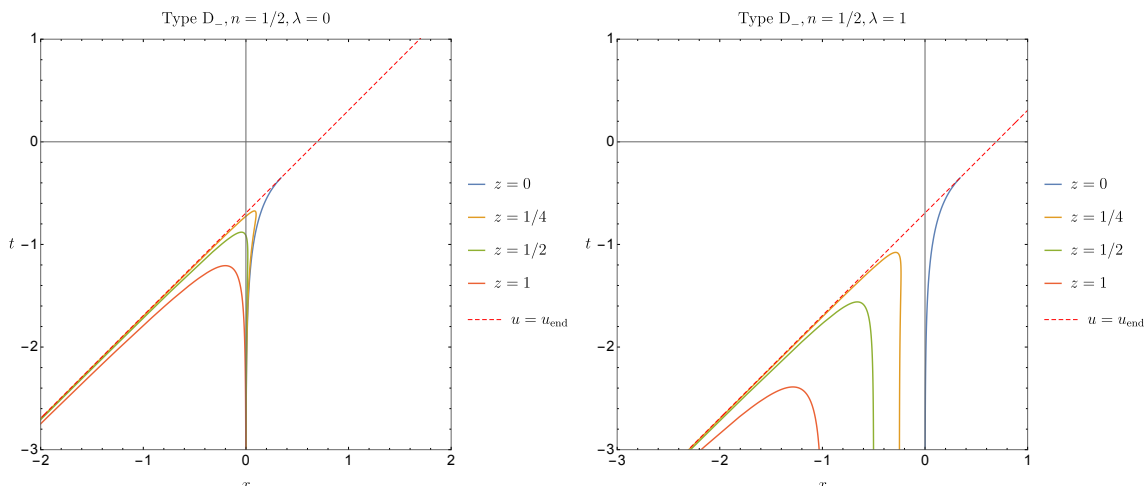 Type D₋, n = 1/2, λ = 0
1
0
t
−1
−2
−3
−2
−1
0
1
2
z = 0
z = 1/4
z = 1/2
z = 1
u = u_end
Type D₋, n = 1/2, λ = 1
1
0
t
−1
−2
−3
−3
−2
−1
0
1
z = 0
z = 1/4
z = 1/2
z = 1
u = u_end